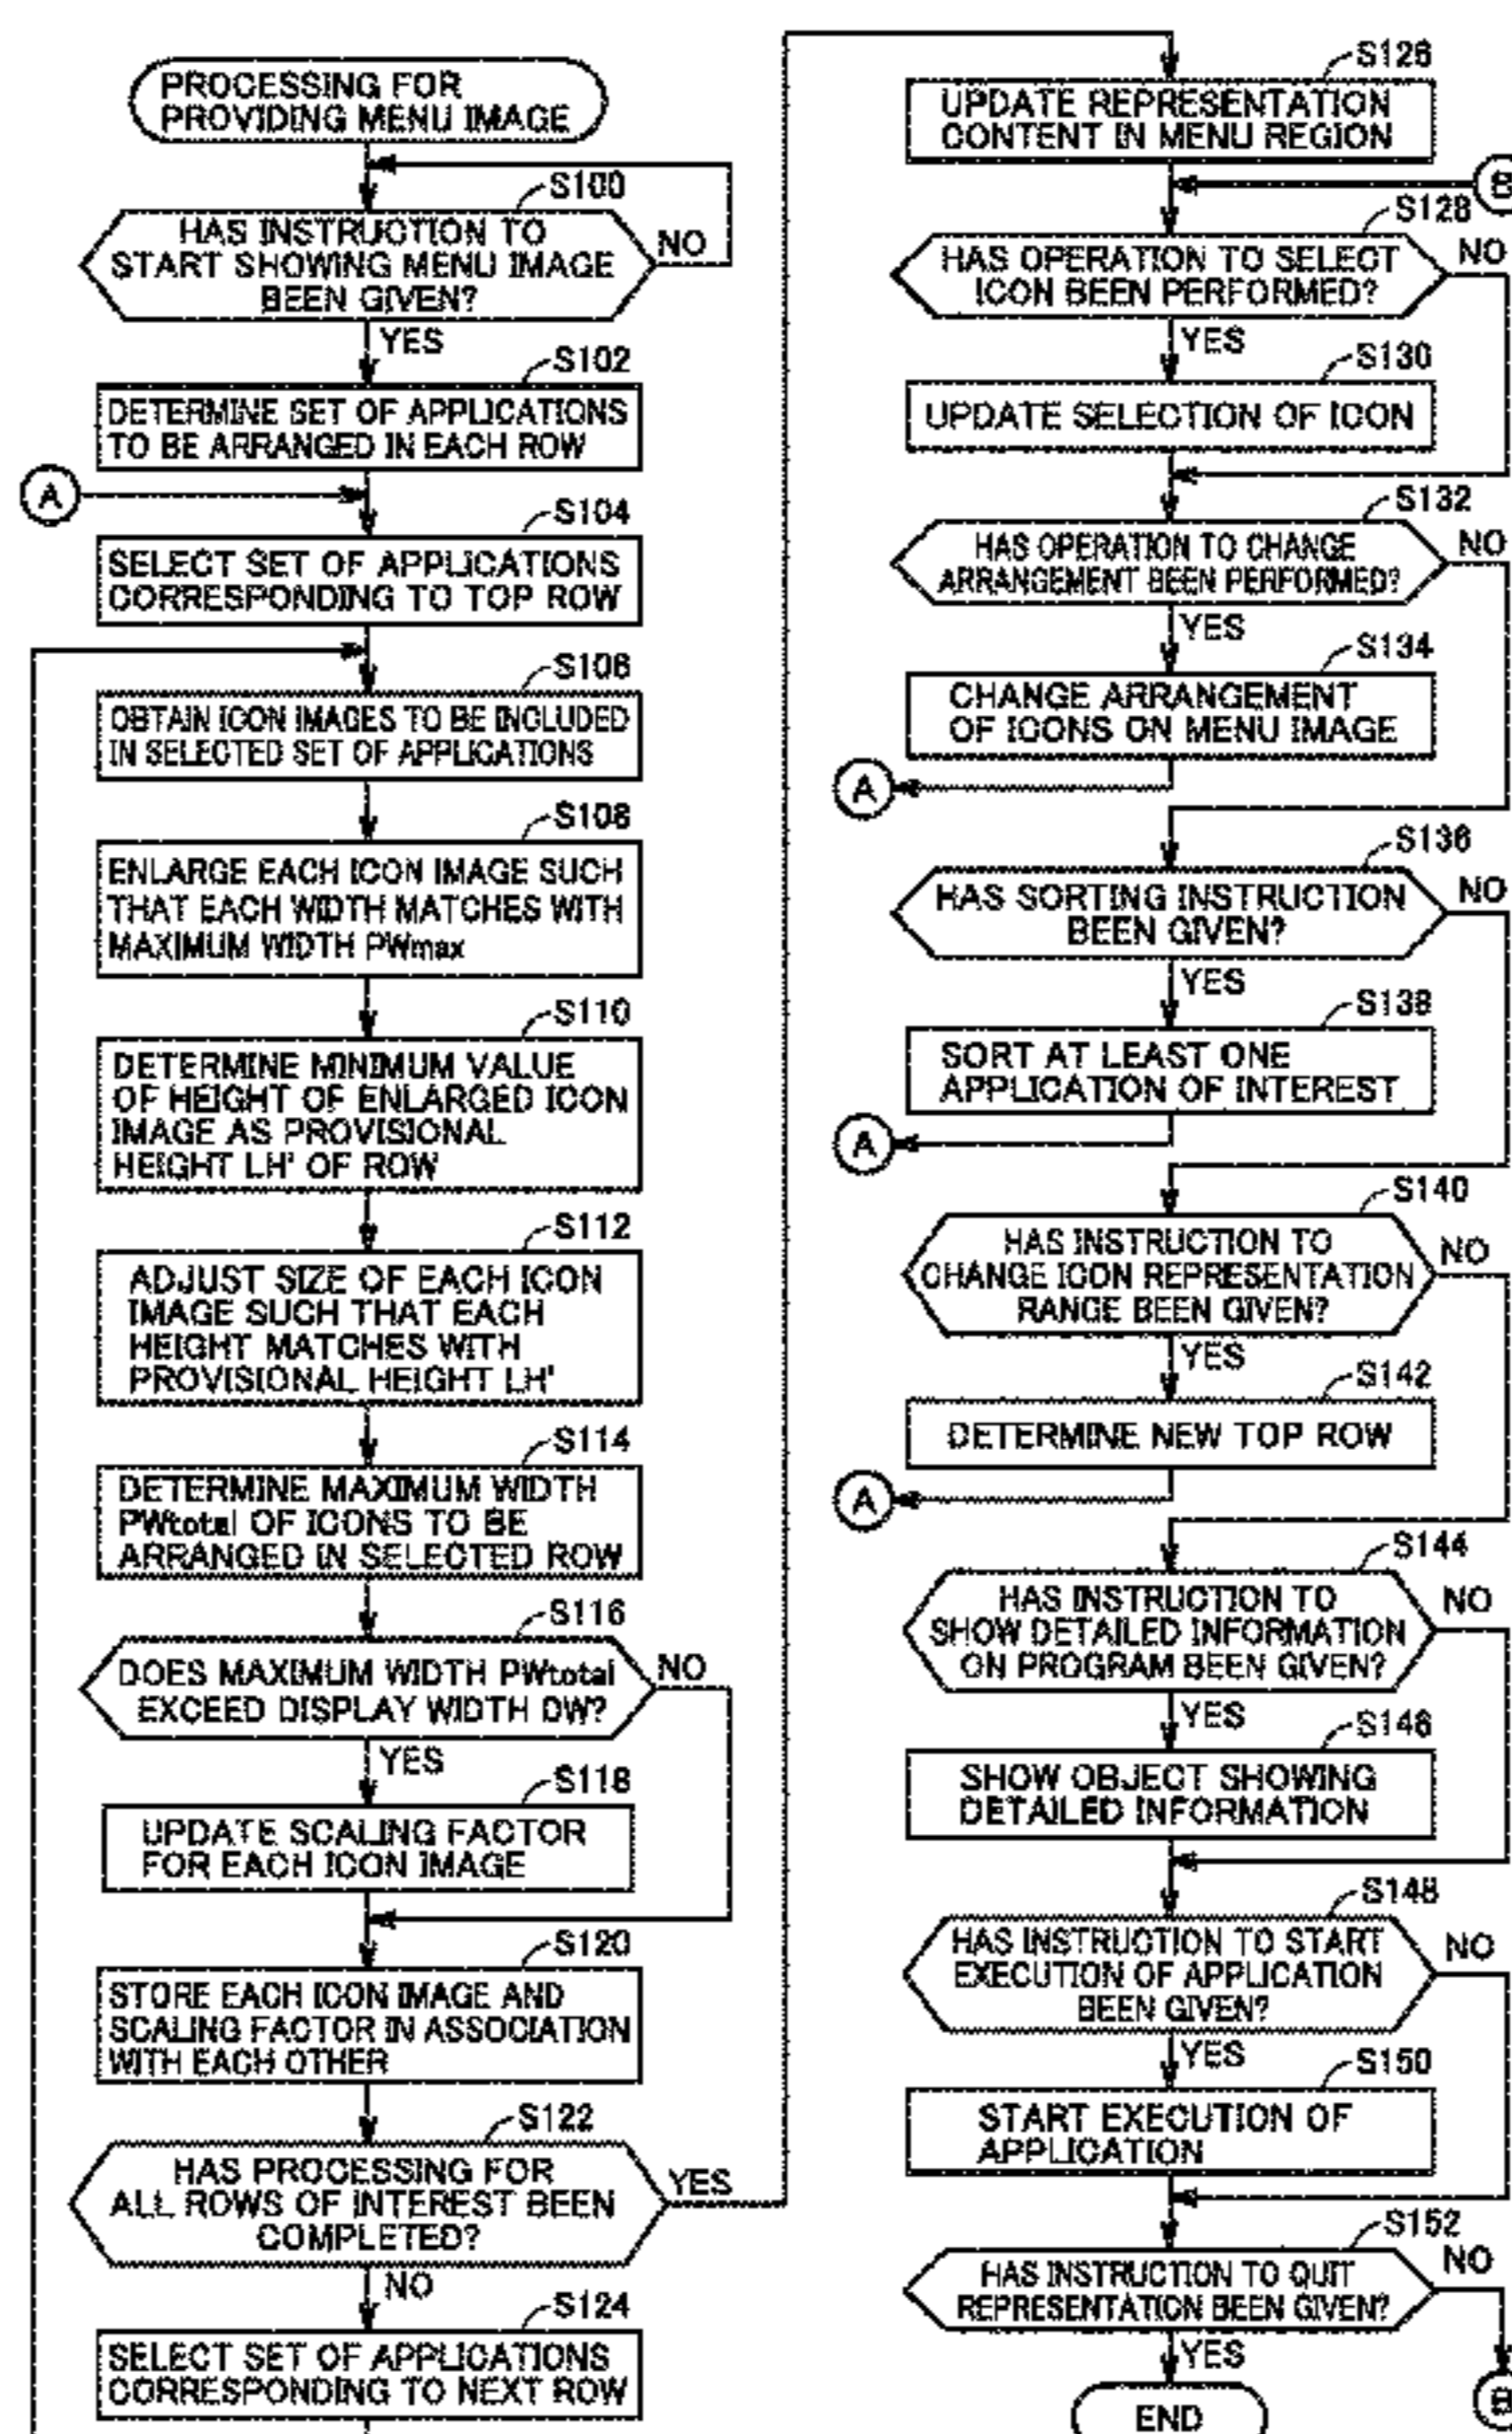 PROCESSING FOR
PROVIDING MENU IMAGE
S100
HAS INSTRUCTION TO
START SHOWING MENU IMAGE
BEEN GIVEN?
NO
YES
S102
DETERMINE SET OF APPLICATIONS
TO BE ARRANGED IN EACH ROW
A
S104
SELECT SET OF APPLICATIONS
CORRESPONDING TO TOP ROW
S106
OBTAIN ICON IMAGES TO BE INCLUDED
IN SELECTED SET OF APPLICATIONS
S108
ENLARGE EACH ICON IMAGE SUCH
THAT EACH WIDTH MATCHES WITH
MAXIMUM WIDTH PWmax
S110
DETERMINE MINIMUM VALUE
OF HEIGHT OF ENLARGED ICON
IMAGE AS PROVISIONAL
HEIGHT LH' OF ROW
S112
ADJUST SIZE OF EACH ICON
IMAGE SUCH THAT EACH
HEIGHT MATCHES WITH
PROVISIONAL HEIGHT LH'
S114
DETERMINE MAXIMUM WIDTH
PWtotal OF ICONS TO BE
ARRANGED IN SELECTED ROW
S116
DOES MAXIMUM WIDTH PWtotal
EXCEED DISPLAY WIDTH DW?
NO
YES
S118
UPDATE SCALING FACTOR
FOR EACH ICON IMAGE
S120
STORE EACH ICON IMAGE AND
SCALING FACTOR IN ASSOCIATION
WITH EACH OTHER
S122
HAS PROCESSING FOR
ALL ROWS OF INTEREST BEEN
COMPLETED?
YES
NO
S124
SELECT SET OF APPLICATIONS
CORRESPONDING TO NEXT ROW
S126
UPDATE REPRESENTATION
CONTENT IN MENU REGION
B
S128
HAS OPERATION TO SELECT
ICON BEEN PERFORMED?
NO
YES
S130
UPDATE SELECTION OF ICON
S132
HAS OPERATION TO CHANGE
ARRANGEMENT BEEN PERFORMED?
NO
YES
S134
CHANGE ARRANGEMENT
OF ICONS ON MENU IMAGE
A
S136
HAS SORTING INSTRUCTION
BEEN GIVEN?
NO
YES
S138
SORT AT LEAST ONE
APPLICATION OF INTEREST
A
S140
HAS INSTRUCTION TO
CHANGE ICON REPRESENTATION
RANGE BEEN GIVEN?
NO
YES
S142
DETERMINE NEW TOP ROW
A
S144
HAS INSTRUCTION TO
SHOW DETAILED INFORMATION
ON PROGRAM BEEN GIVEN?
NO
YES
S146
SHOW OBJECT SHOWING
DETAILED INFORMATION
S148
HAS INSTRUCTION TO START
EXECUTION OF APPLICATION
BEEN GIVEN?
NO
YES
S150
START EXECUTION OF
APPLICATION
S152
HAS INSTRUCTION TO QUIT
REPRESENTATION BEEN GIVEN?
NO
YES
END
B